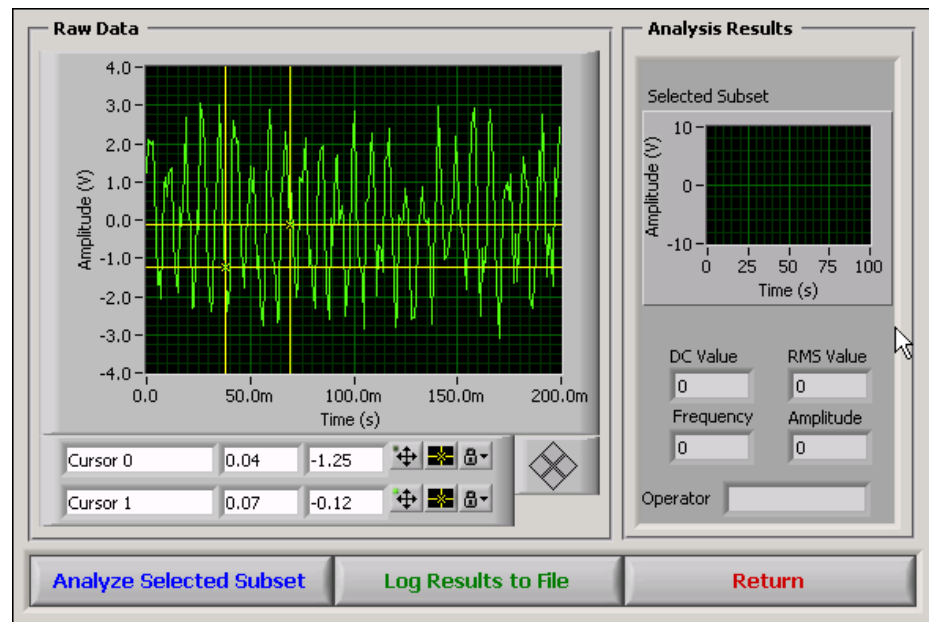 Raw Data
4.0
3.0
2.0
1.0
0.0
-1.0
-2.0
-3.0
-4.0
Amplitude (V)
0.0 50.0m 100.0m 150.0m 200.0m
Time (s)
Cursor 0 0.04 -1.25
Cursor 1 0.07 -0.12
Analysis Results
Selected Subset
10
0
-10
Amplitude (V)
0 25 50 75 100
Time (s)
DC Value RMS Value
0 0
Frequency Amplitude
0 0
Operator
Analyze Selected Subset Log Results to File Return